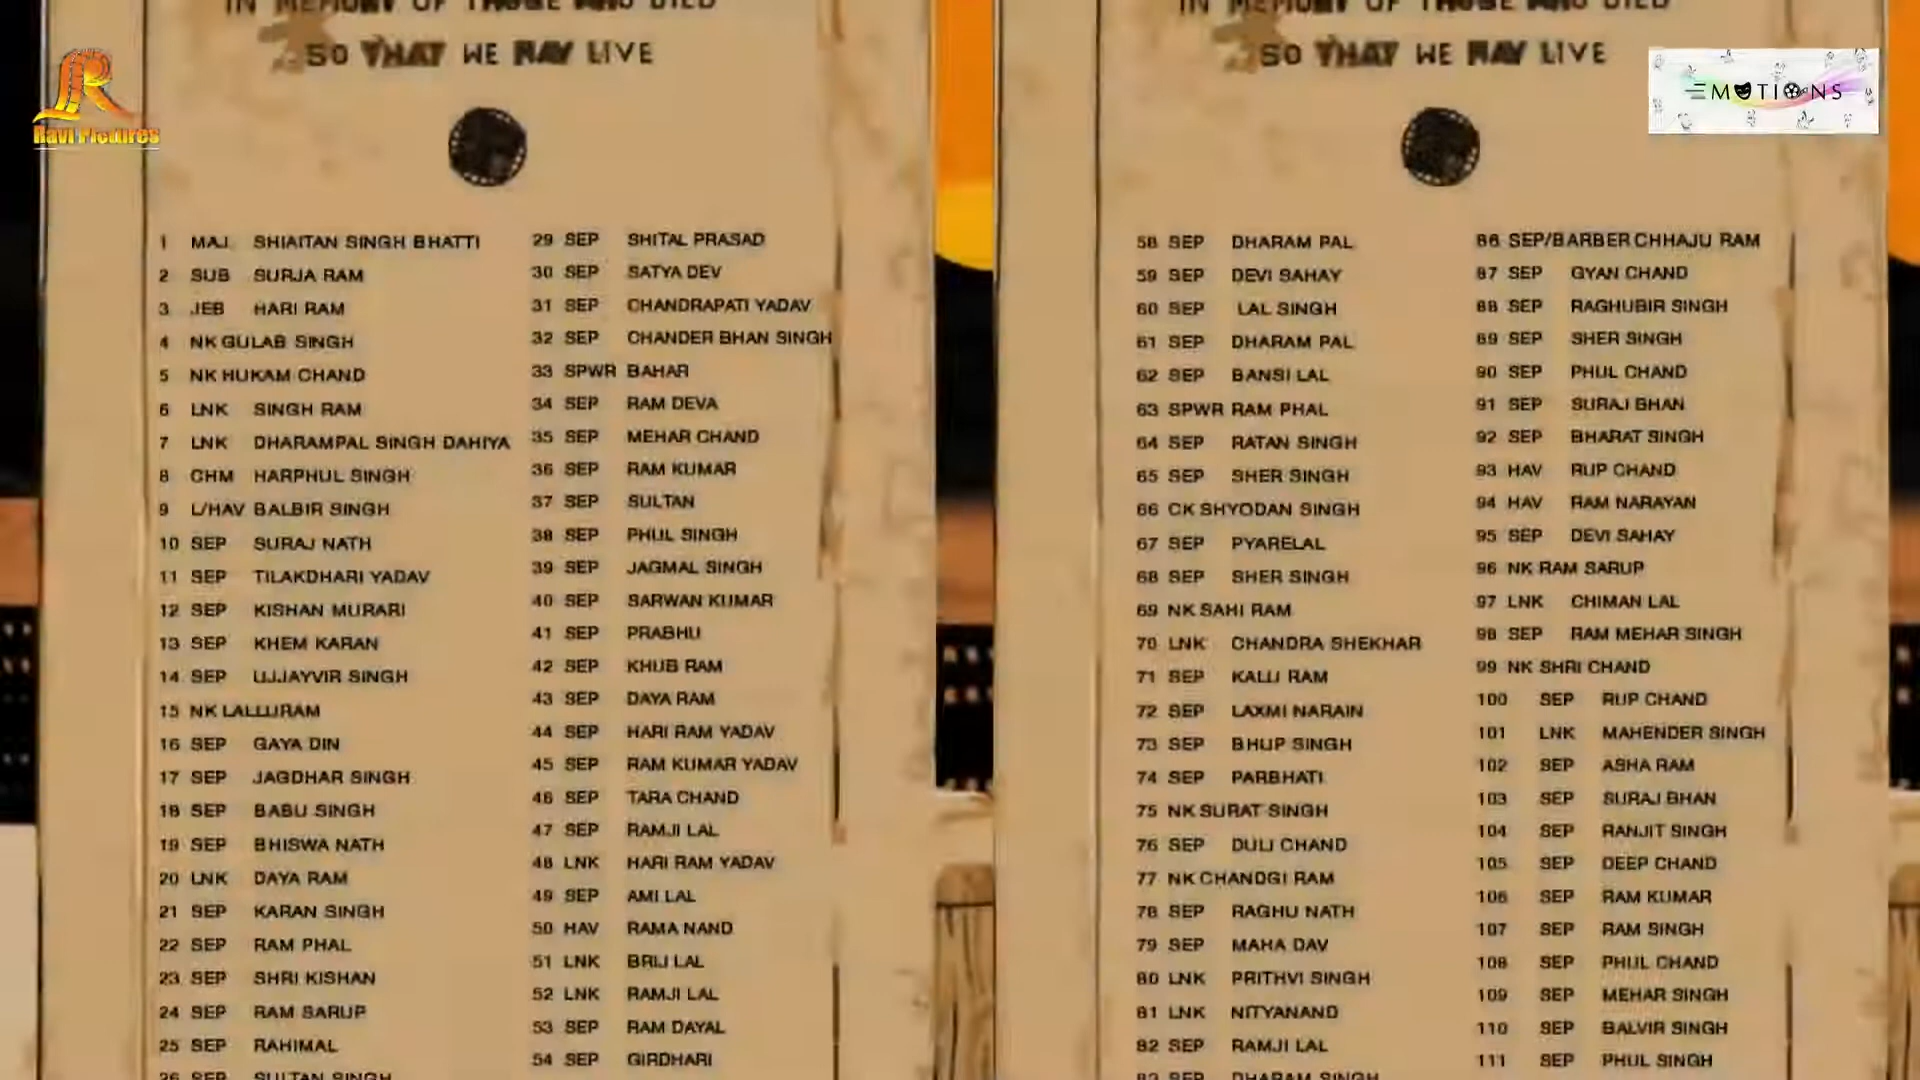 IN MEMORY OF THOSE WHO DIED
SO THAT WE MAY LIVE
1 MAJ. SHIAITAN SINGH BHATTI
2 SUB SURJA RAM
3 JEB HARI RAM
4 NK GULAB SINGH
5 NK HUKAM CHAND
6 LNK SINGH RAM
7 LNK DHARAMPAL SINGH DAHIYA
8 CHM HARPHUL SINGH
9 L/HAV BALBIR SINGH
10 SEP SURAJ NATH
11 SEP TILAKDHARI YADAV
12 SEP KISHAN MURARI
13 SEP KHEM KARAN
14 SEP UJJAYVIR SINGH
15 NK LALLURAM
16 SEP GAYA DIN
17 SEP JAGDHAR SINGH
18 SEP BABU SINGH
19 SEP BHISWA NATH
20 LNK DAYA RAM
21 SEP KARAN SINGH
22 SEP RAM PHAL
23 SEP SHRI KISHAN
24 SEP RAM SARUP
25 SEP RAHIMAL
26 SEP SULTAN SINGH
29 SEP SHITAL PRASAD
30 SEP SATYA DEV
31 SEP CHANDRAPATI YADAV
32 SEP CHANDER BHAN SINGH
33 SPWR BAHAR
34 SEP RAM DEVA
35 SEP MEHAR CHAND
36 SEP RAM KUMAR
37 SEP SULTAN
38 SEP PHUL SINGH
39 SEP JAGMAL SINGH
40 SEP SARWAN KUMAR
41 SEP PRABHU
42 SEP KHUB RAM
43 SEP DAYA RAM
44 SEP HARI RAM YADAV
45 SEP RAM KUMAR YADAV
46 SEP TARA CHAND
47 SEP RAMJI LAL
48 LNK HARI RAM YADAV
49 SEP AMI LAL
50 HAV RAMA NAND
51 LNK BRIJ LAL
52 LNK RAMJI LAL
53 SEP RAM DAYAL
54 SEP GIRDHARI
IN MEMORY OF THOSE WHO DIED
SO THAT WE MAY LIVE
58 SEP DHARAM PAL
59 SEP DEVI SAHAY
60 SEP LAL SINGH
61 SEP DHARAM PAL
62 SEP BANSI LAL
63 SPWR RAM PHAL
64 SEP RATAN SINGH
65 SEP SHER SINGH
66 CK SHYODAN SINGH
67 SEP PYARELAL
68 SEP SHER SINGH
69 NK SAHI RAM
70 LNK CHANDRA SHEKHAR
71 SEP KALU RAM
72 SEP LAXMI NARAIN
73 SEP BHUP SINGH
74 SEP PARBHATI
75 NK SURAT SINGH
76 SEP DULI CHAND
77 NK CHANDGI RAM
78 SEP RAGHU NATH
79 SEP MAHA DAV
80 LNK PRITHVI SINGH
81 LNK NITYANAND
82 SEP RAMJI LAL
83 SEP DHARAM SINGH
86 SEP/BARBER CHHAJU RAM
87 SEP GYAN CHAND
88 SEP RAGHUBIR SINGH
89 SEP SHER SINGH
90 SEP PHUL CHAND
91 SEP SURAJ BHAN
92 SEP BHARAT SINGH
93 HAV RUP CHAND
94 HAV RAM NARAYAN
95 SEP DEVI SAHAY
96 NK RAM SARUP
97 LNK CHIMAN LAL
98 SEP RAM MEHAR SINGH
99 NK SHRI CHAND
100 SEP RUP CHAND
101 LNK MAHENDER SINGH
102 SEP ASHA RAM
103 SEP SURAJ BHAN
104 SEP RANJIT SINGH
105 SEP DEEP CHAND
106 SEP RAM KUMAR
107 SEP RAM SINGH
108 SEP PHUL CHAND
109 SEP MEHAR SINGH
110 SEP BALVIR SINGH
111 SEP PHUL SINGH
Ravi Pictures
EMOTIONS